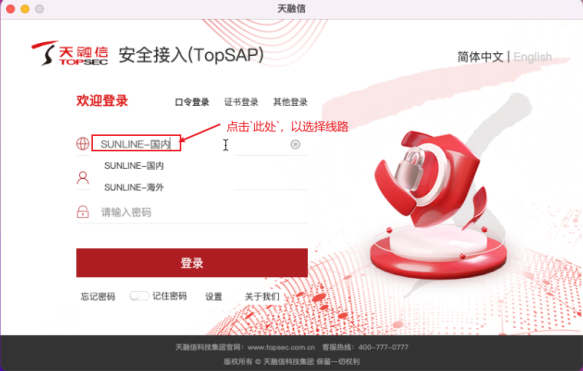 天融信
天融信
TOPSEC
安全接入(TopSAP)
简体中文 | English
欢迎登录
口令登录 证书登录 其他登录
点击`此处`，以选择线路
SUNLINE-国内
SUNLINE-国内
SUNLINE-海外
请输入密码
登录
忘记密码 记住密码 设置 关于我们
天融信科技集团官网：www.topsec.com.cn 客服热线：400-777-0777
版权所有 © 天融信科技集团 保留一切权利